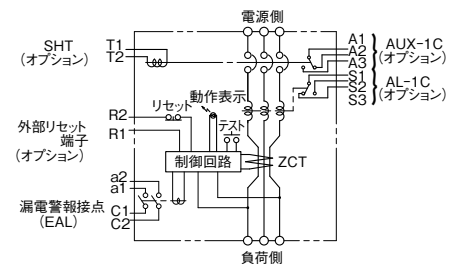 電源側
SHT
(オプション)
T1
T2
A1
A2
A3
AUX-1C
(オプション)
S1
S2
S3
AL-1C
(オプション)
リセット
動作表示
テスト
外部リセット
端子
(オプション)
R2
R1
制御回路
ZCT
漏電警報接点
(EAL)
a2
a1
C1
C2
負荷側